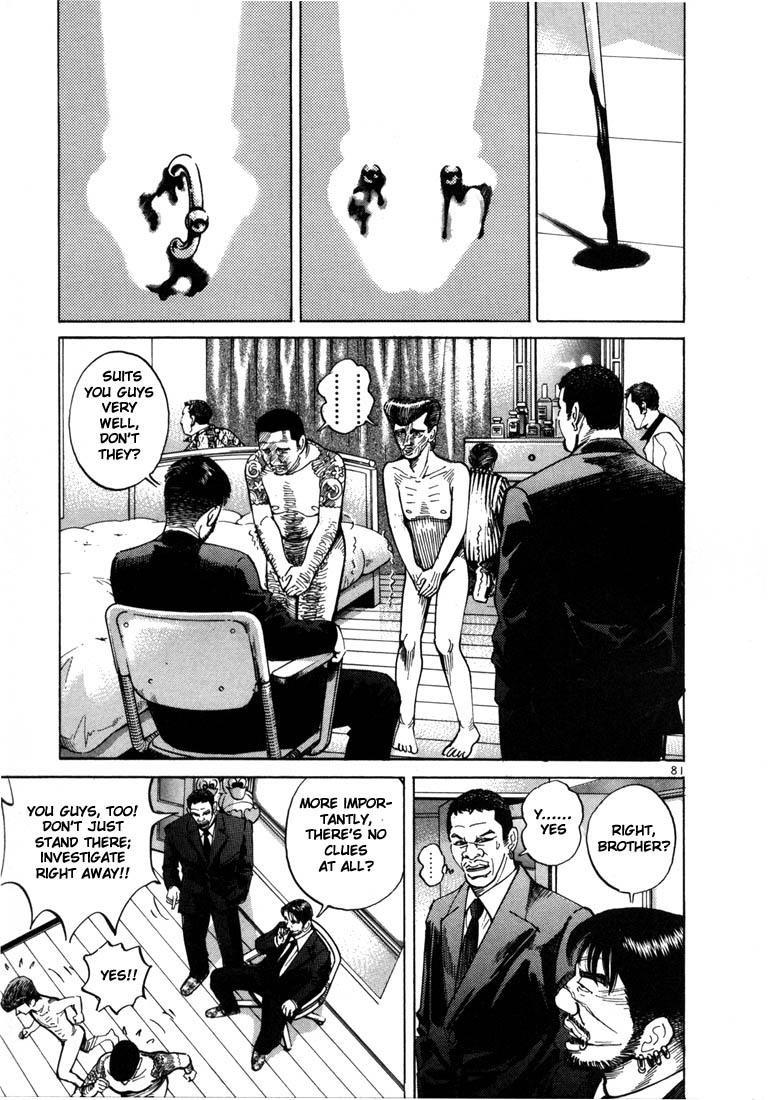 SUITS
YOU GUYS
VERY
WELL,
DON'T
THEY?
81
RIGHT,
BROTHER?
Y......
YES
MORE IMPOR-
TANTLY,
THERE'S NO
CLUES
AT ALL?
YOU GUYS, TOO!
DON'T JUST
STAND THERE;
INVESTIGATE
RIGHT AWAY!!
YES!!